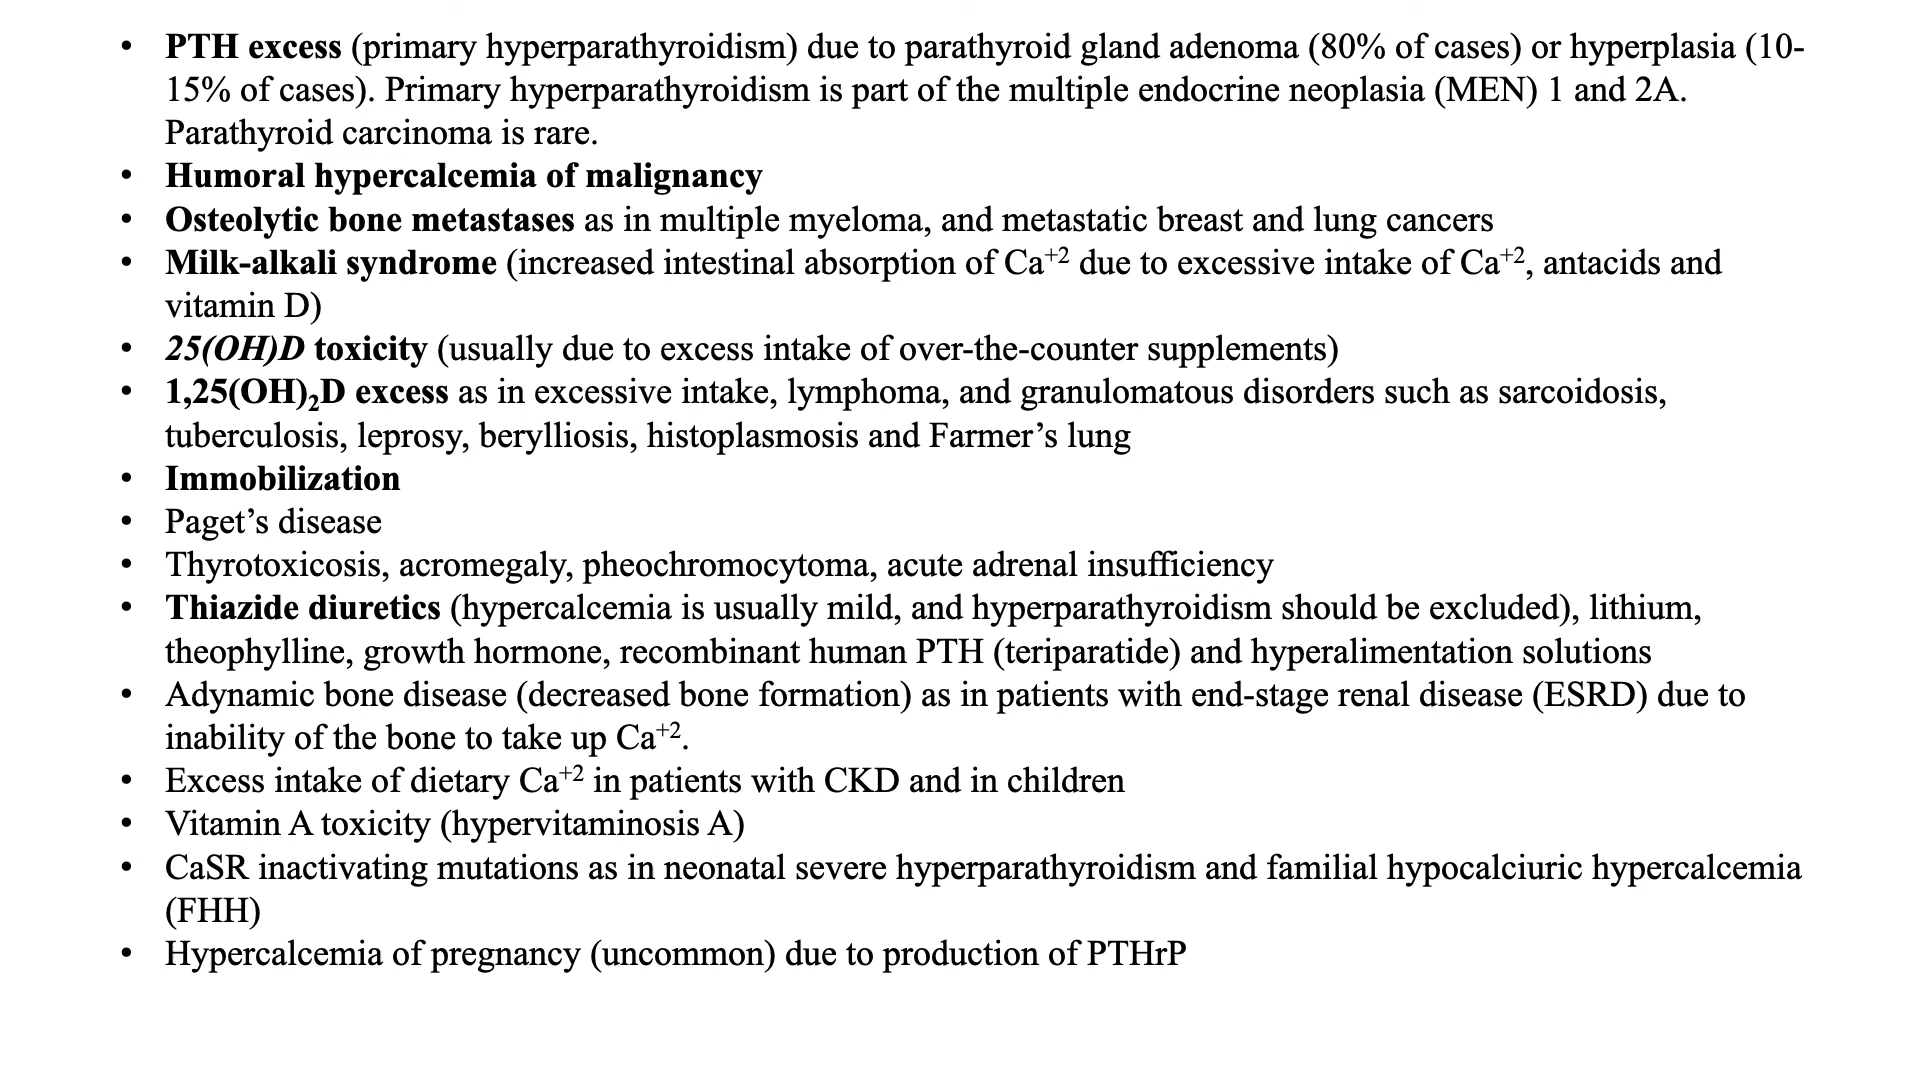 • PTH excess (primary hyperparathyroidism) due to parathyroid gland adenoma (80% of cases) or hyperplasia (10-
15% of cases). Primary hyperparathyroidism is part of the multiple endocrine neoplasia (MEN) 1 and 2A.
Parathyroid carcinoma is rare.
• Humoral hypercalcemia of malignancy
• Osteolytic bone metastases as in multiple myeloma, and metastatic breast and lung cancers
• Milk-alkali syndrome (increased intestinal absorption of Ca⁺² due to excessive intake of Ca⁺², antacids and
vitamin D)
• 25(OH)D toxicity (usually due to excess intake of over-the-counter supplements)
• 1,25(OH)₂D excess as in excessive intake, lymphoma, and granulomatous disorders such as sarcoidosis,
tuberculosis, leprosy, berylliosis, histoplasmosis and Farmer’s lung
• Immobilization
• Paget’s disease
• Thyrotoxicosis, acromegaly, pheochromocytoma, acute adrenal insufficiency
• Thiazide diuretics (hypercalcemia is usually mild, and hyperparathyroidism should be excluded), lithium,
theophylline, growth hormone, recombinant human PTH (teriparatide) and hyperalimentation solutions
• Adynamic bone disease (decreased bone formation) as in patients with end-stage renal disease (ESRD) due to
inability of the bone to take up Ca⁺².
• Excess intake of dietary Ca⁺² in patients with CKD and in children
• Vitamin A toxicity (hypervitaminosis A)
• CaSR inactivating mutations as in neonatal severe hyperparathyroidism and familial hypocalciuric hypercalcemia
(FHH)
• Hypercalcemia of pregnancy (uncommon) due to production of PTHrP